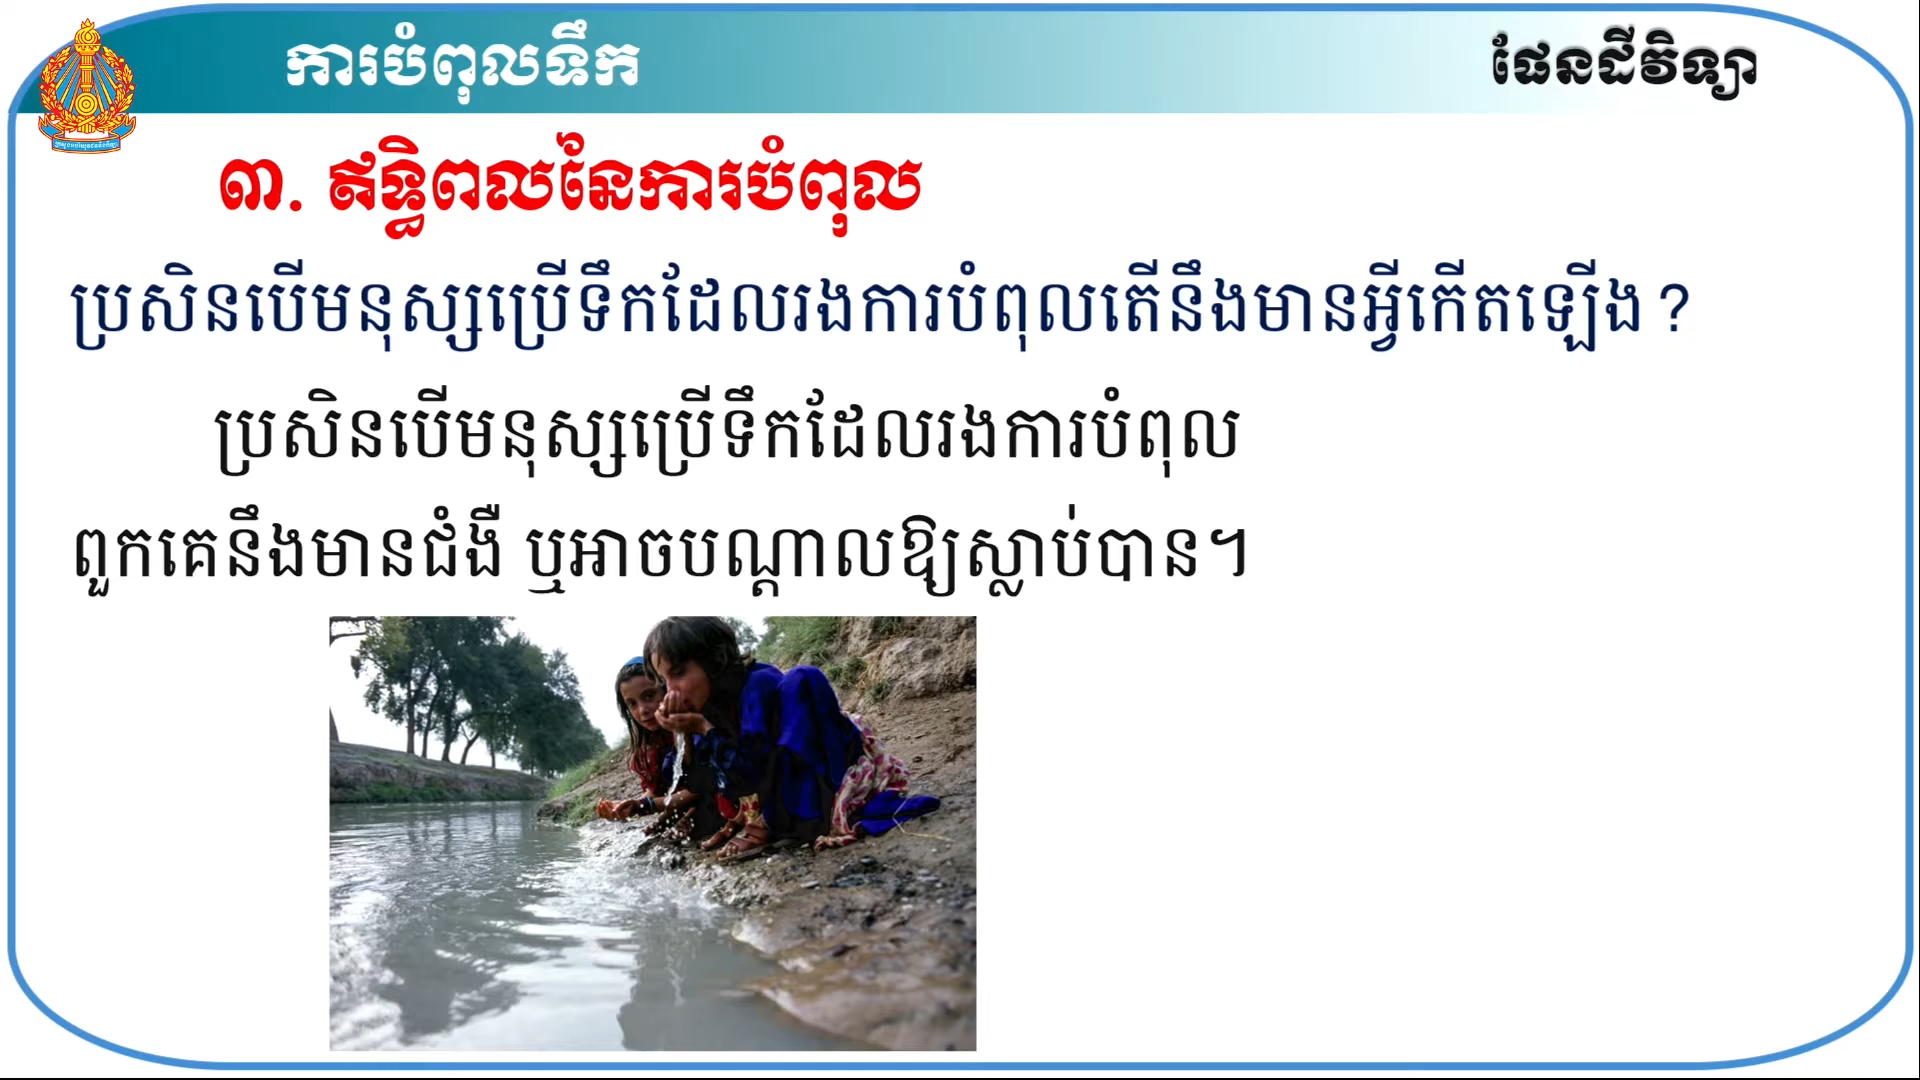 ការបំពុលទឹក
ផែនដីវិទ្យា
៣. ឥទ្ធិពលនៃការបំពុល
ប្រសិនបើមនុស្សប្រើទឹកដែលរងការបំពុលតើនឹងមានអ្វីកើតឡើង?
ប្រសិនបើមនុស្សប្រើទឹកដែលរងការបំពុល
ពួកគេនឹងមានជំងឺ ឬអាចបណ្តាលឱ្យស្លាប់បាន។